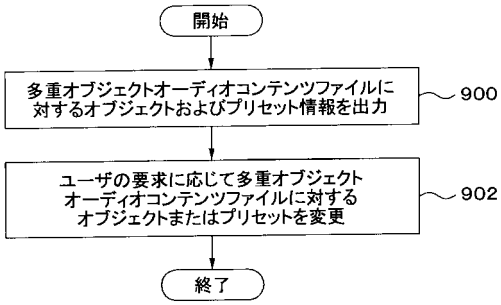 開始
多重オブジェクトオーディオコンテンツファイルに
対するオブジェクトおよびプリセット情報を出力
900
ユーザの要求に応じて多重オブジェクト
オーディオコンテンツファイルに対する
オブジェクトまたはプリセットを変更
902
終了